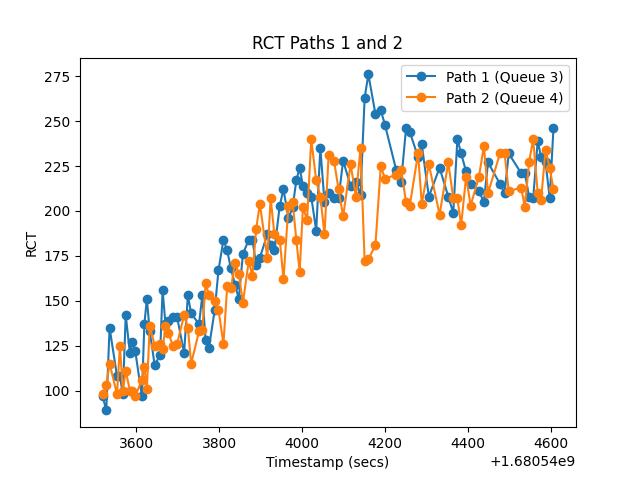 RCT Paths 1 and 2
Path 1 (Queue 3)
Path 2 (Queue 4)
275
250
225
200
175
150
125
100
RCT
3600
3800
4000
4200
4400
4600
Timestamp (secs)
+1.68054e9